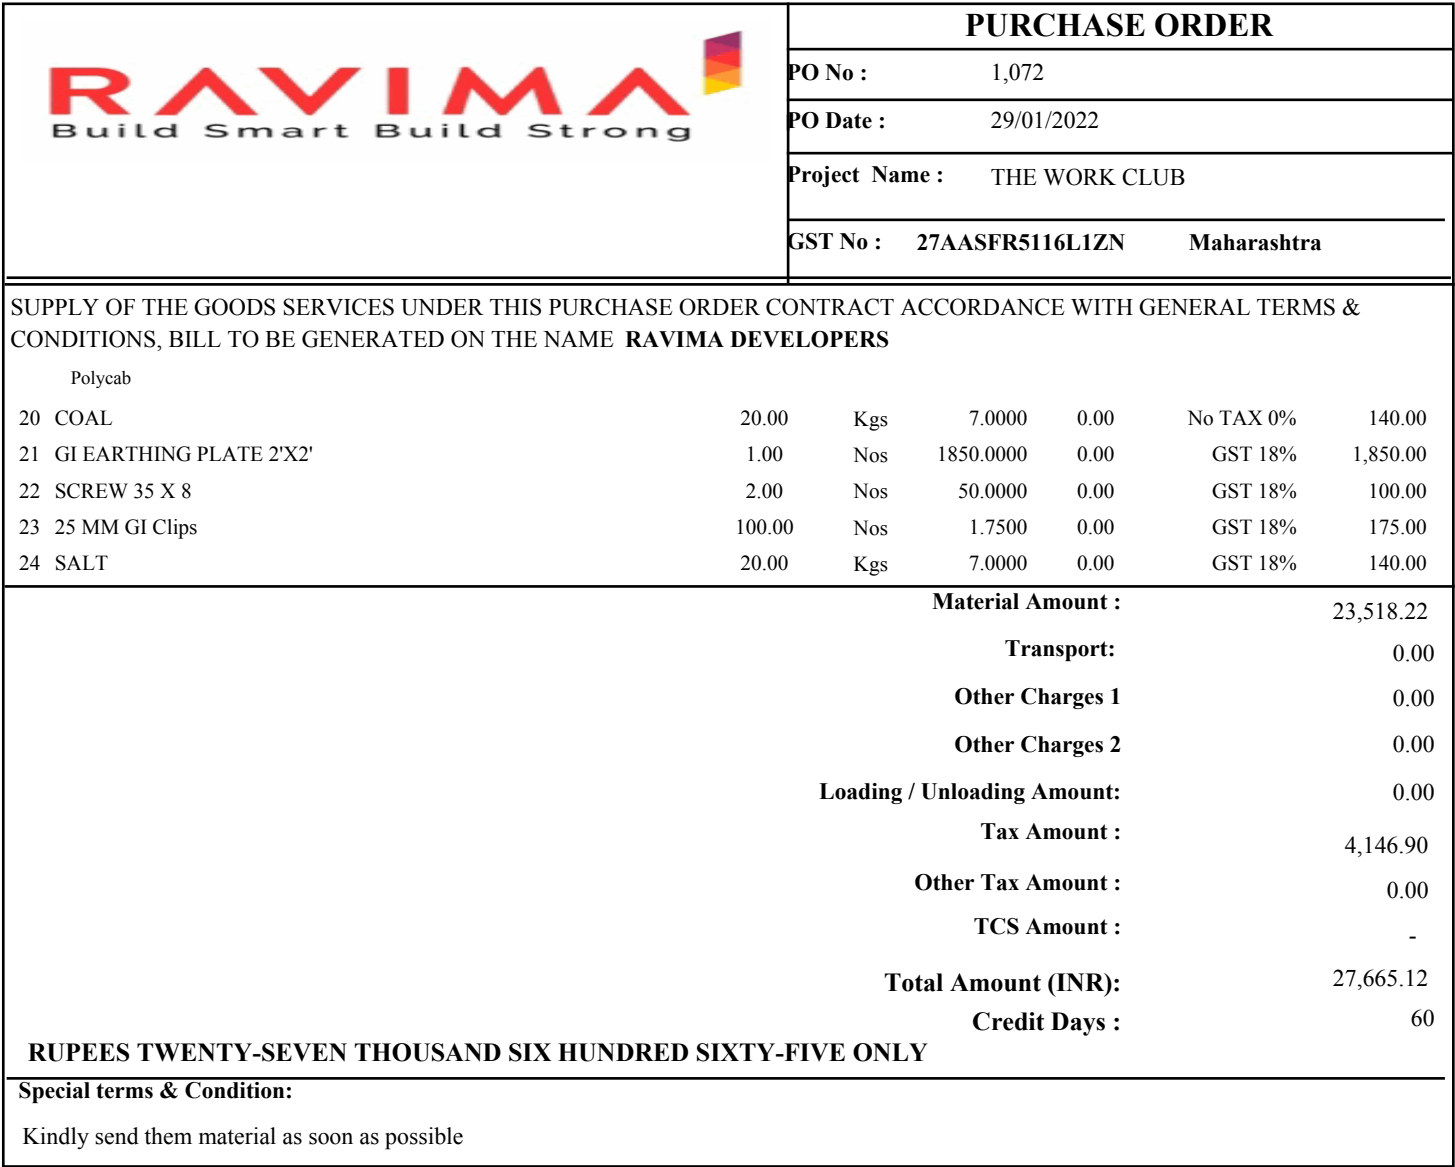 RAVIMA
Build Smart Build Strong
PURCHASE ORDER
PO No : 1,072
PO Date : 29/01/2022
Project Name : THE WORK CLUB
GST No : 27AASFR5116L1ZN Maharashtra
SUPPLY OF THE GOODS SERVICES UNDER THIS PURCHASE ORDER CONTRACT ACCORDANCE WITH GENERAL TERMS &
CONDITIONS, BILL TO BE GENERATED ON THE NAME RAVIMA DEVELOPERS
Polycab
20 COAL 20.00 Kgs 7.0000 0.00 No TAX 0% 140.00
21 GI EARTHING PLATE 2'X2' 1.00 Nos 1850.0000 0.00 GST 18% 1,850.00
22 SCREW 35 X 8 2.00 Nos 50.0000 0.00 GST 18% 100.00
23 25 MM GI Clips 100.00 Nos 1.7500 0.00 GST 18% 175.00
24 SALT 20.00 Kgs 7.0000 0.00 GST 18% 140.00
Material Amount : 23,518.22
Transport: 0.00
Other Charges 1 0.00
Other Charges 2 0.00
Loading / Unloading Amount: 0.00
Tax Amount : 4,146.90
Other Tax Amount : 0.00
TCS Amount : -
Total Amount (INR): 27,665.12
Credit Days : 60
RUPEES TWENTY-SEVEN THOUSAND SIX HUNDRED SIXTY-FIVE ONLY
Special terms & Condition:
Kindly send them material as soon as possible